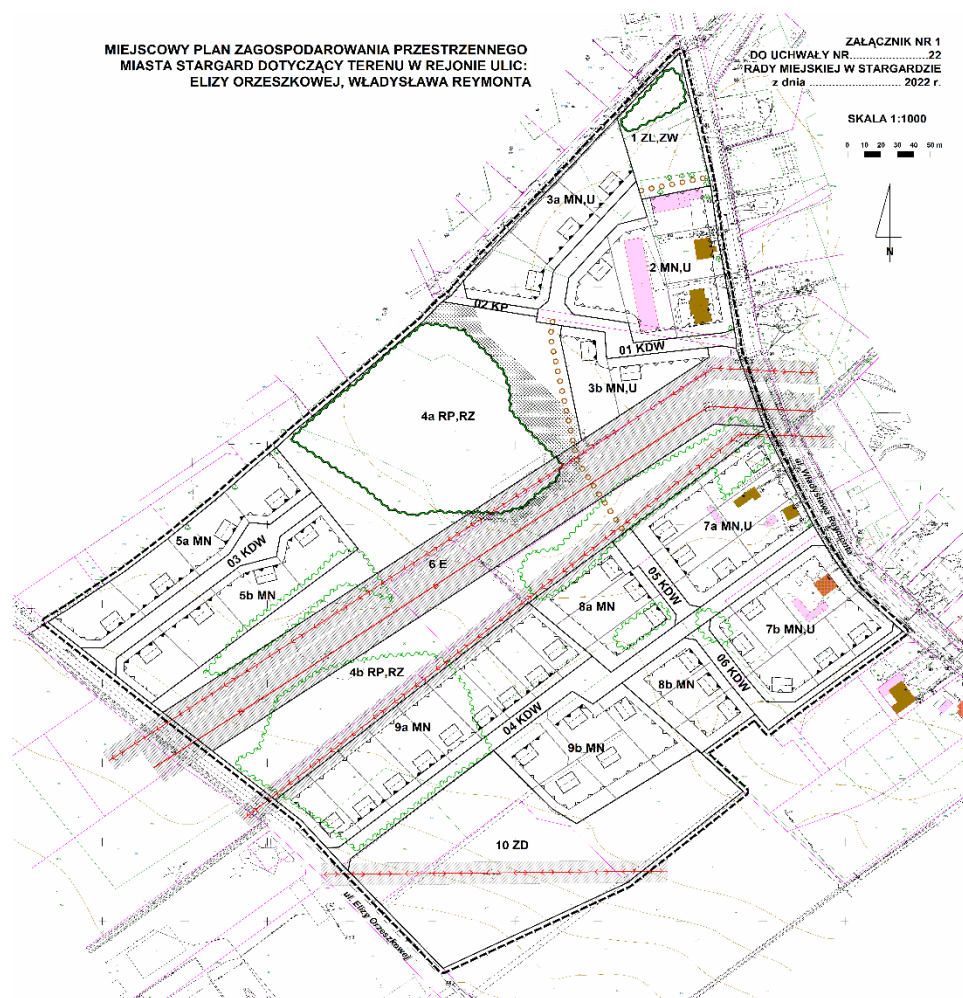 MIEJSCOWY PLAN ZAGOSPODAROWANIA PRZESTRZENNEGO
MIASTA STARGARD DOTYCZĄCY TERENU W REJONIE ULIC:
ELIZY ORZESZKOWEJ, WŁADYSŁAWA REYMONTA
ZAŁĄCZNIK NR 1
DO UCHWAŁY NR....................22
RADY MIEJSKIEJ W STARGARDZIE
z dnia ......................... 2022 r.
SKALA 1:1000
0 10 20 30 40 50 m
N
1 ZL,ZW
3a MN,U
2 MN,U
02 KP
01 KDW
3b MN,U
4a RP,RZ
ul. Władysława Reymonta
7a MN,U
5a MN
03 KDW
6 E
5b MN
05 KDW
8a MN
7b MN,U
06 KDW
4b RP,RZ
8b MN
9a MN
04 KDW
9b MN
10 ZD
ul. Elizy Orzeszkowej